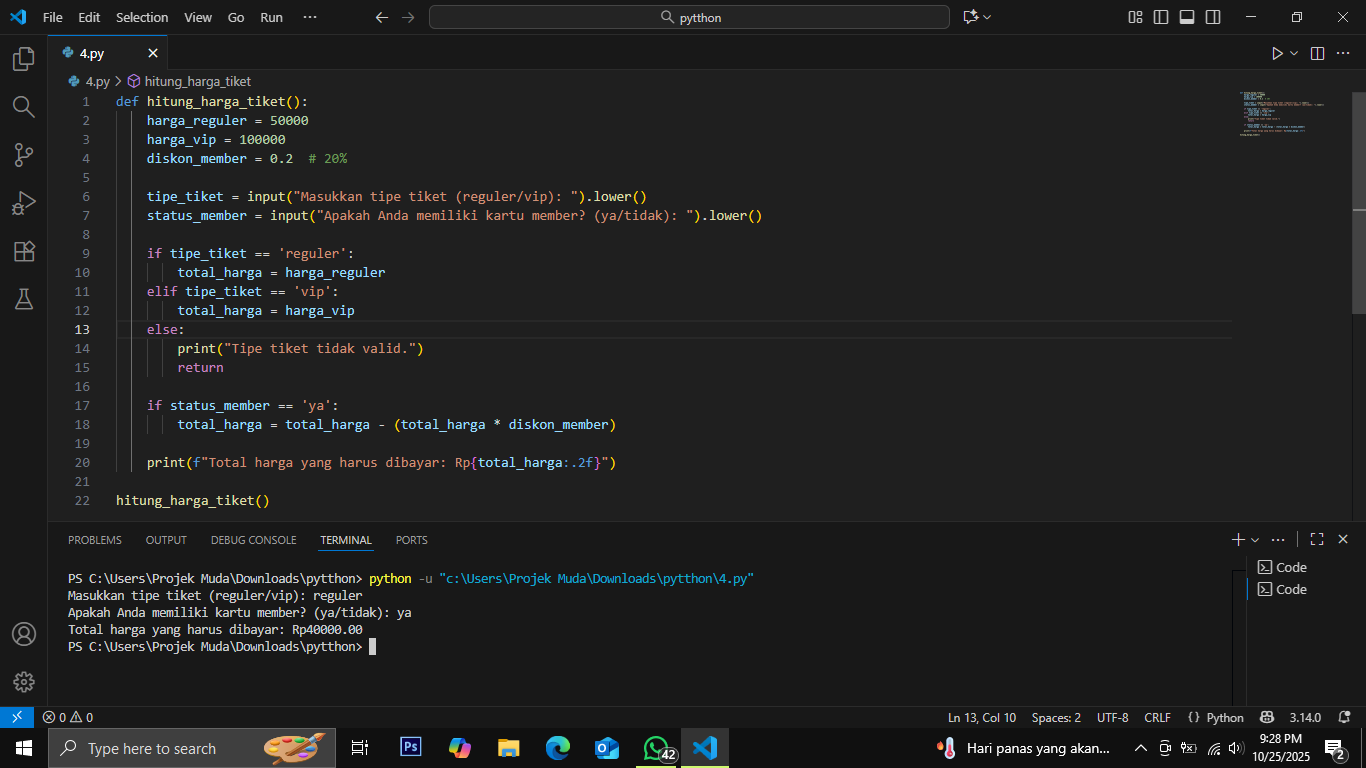 File Edit Selection View Go Run ··· pytthon
4.py
4.py > hitung_harga_tiket
1 def hitung_harga_tiket():
2 harga_reguler = 50000
3 harga_vip = 100000
4 diskon_member = 0.2  # 20%
5
6 tipe_tiket = input("Masukkan tipe tiket (reguler/vip): ").lower()
7 status_member = input("Apakah Anda memiliki kartu member? (ya/tidak): ").lower()
8
9 if tipe_tiket == 'reguler':
10 total_harga = harga_reguler
11 elif tipe_tiket == 'vip':
12 total_harga = harga_vip
13 else:
14 print("Tipe tiket tidak valid.")
15 return
16
17 if status_member == 'ya':
18 total_harga = total_harga - (total_harga * diskon_member)
19
20 print(f"Total harga yang harus dibayar: Rp{total_harga:.2f}")
21
22 hitung_harga_tiket()
PROBLEMS OUTPUT DEBUG CONSOLE TERMINAL PORTS
PS C:\Users\Projek Muda\Downloads\pytthon> python -u "c:\Users\Projek Muda\Downloads\pytthon\4.py"
Masukkan tipe tiket (reguler/vip): reguler
Apakah Anda memiliki kartu member? (ya/tidak): ya
Total harga yang harus dibayar: Rp40000.00
PS C:\Users\Projek Muda\Downloads\pytthon>
Code
Code
0 0 Ln 13, Col 10 Spaces: 2 UTF-8 CRLF {} Python 3.14.0
Type here to search Ps 42 Hari panas yang akan... 9:28 PM
10/25/2025 2